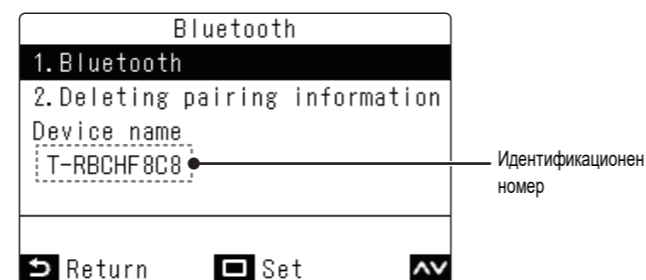 Bluetooth
1.Bluetooth
2.Deleting pairing information
Device name
T-RBCHF8C8
Идентификационен
номер
Return Set